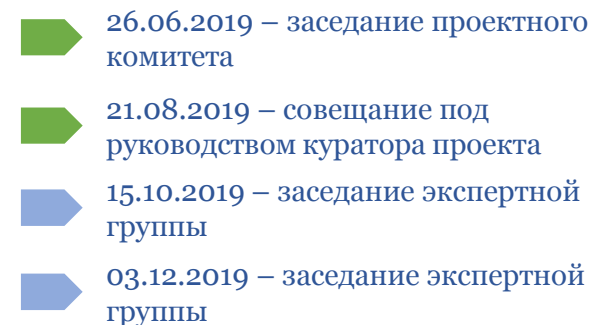 26.06.2019 – заседание проектного
комитета
21.08.2019 – совещание под
руководством куратора проекта
15.10.2019 – заседание экспертной
группы
03.12.2019 – заседание экспертной
группы